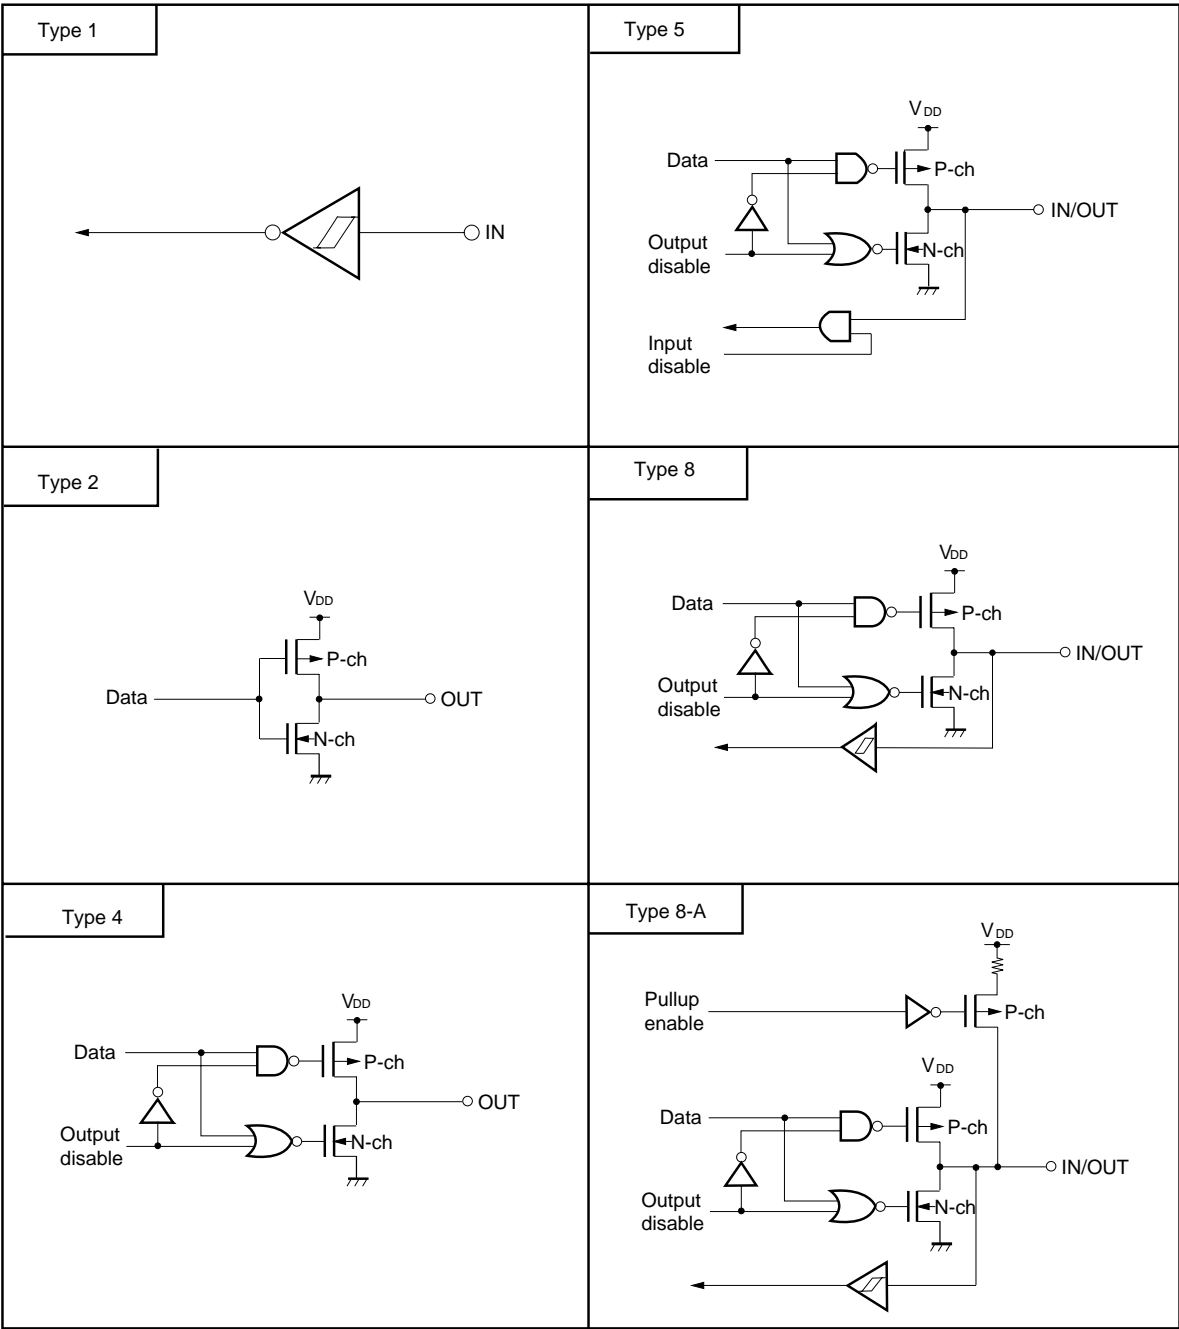 Type 1
IN
Type 5
VDD
Data
P-ch
IN/OUT
Output
disable
N-ch
Input
disable
Type 2
VDD
P-ch
Data
OUT
N-ch
Type 8
VDD
Data
P-ch
IN/OUT
Output
disable
N-ch
Type 4
VDD
Data
P-ch
OUT
Output
disable
N-ch
Type 8-A
VDD
Pullup
enable
P-ch
VDD
Data
P-ch
IN/OUT
Output
disable
N-ch